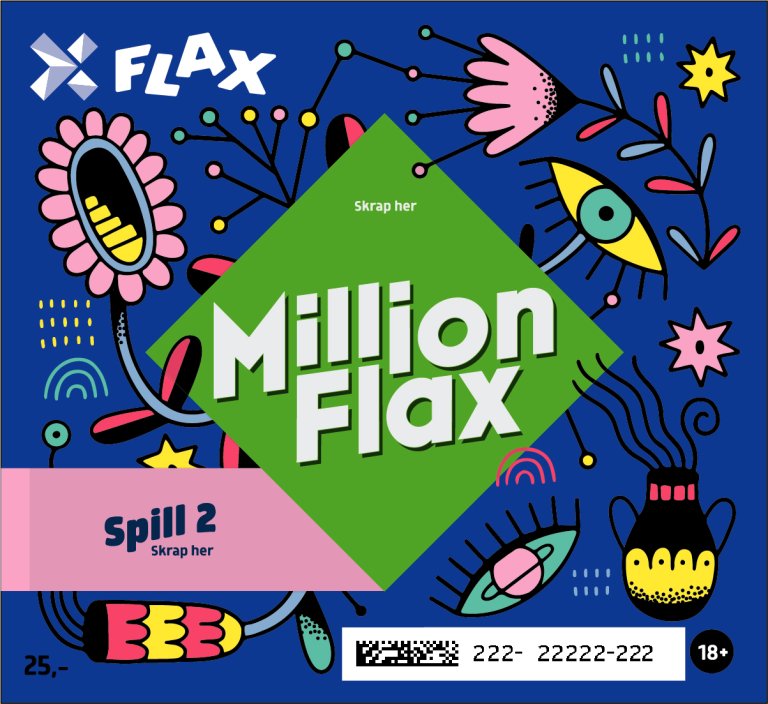 FLAX
Skrap her
Million
Flax
Spill 2
Skrap her
25,-
222- 22222-222
18+